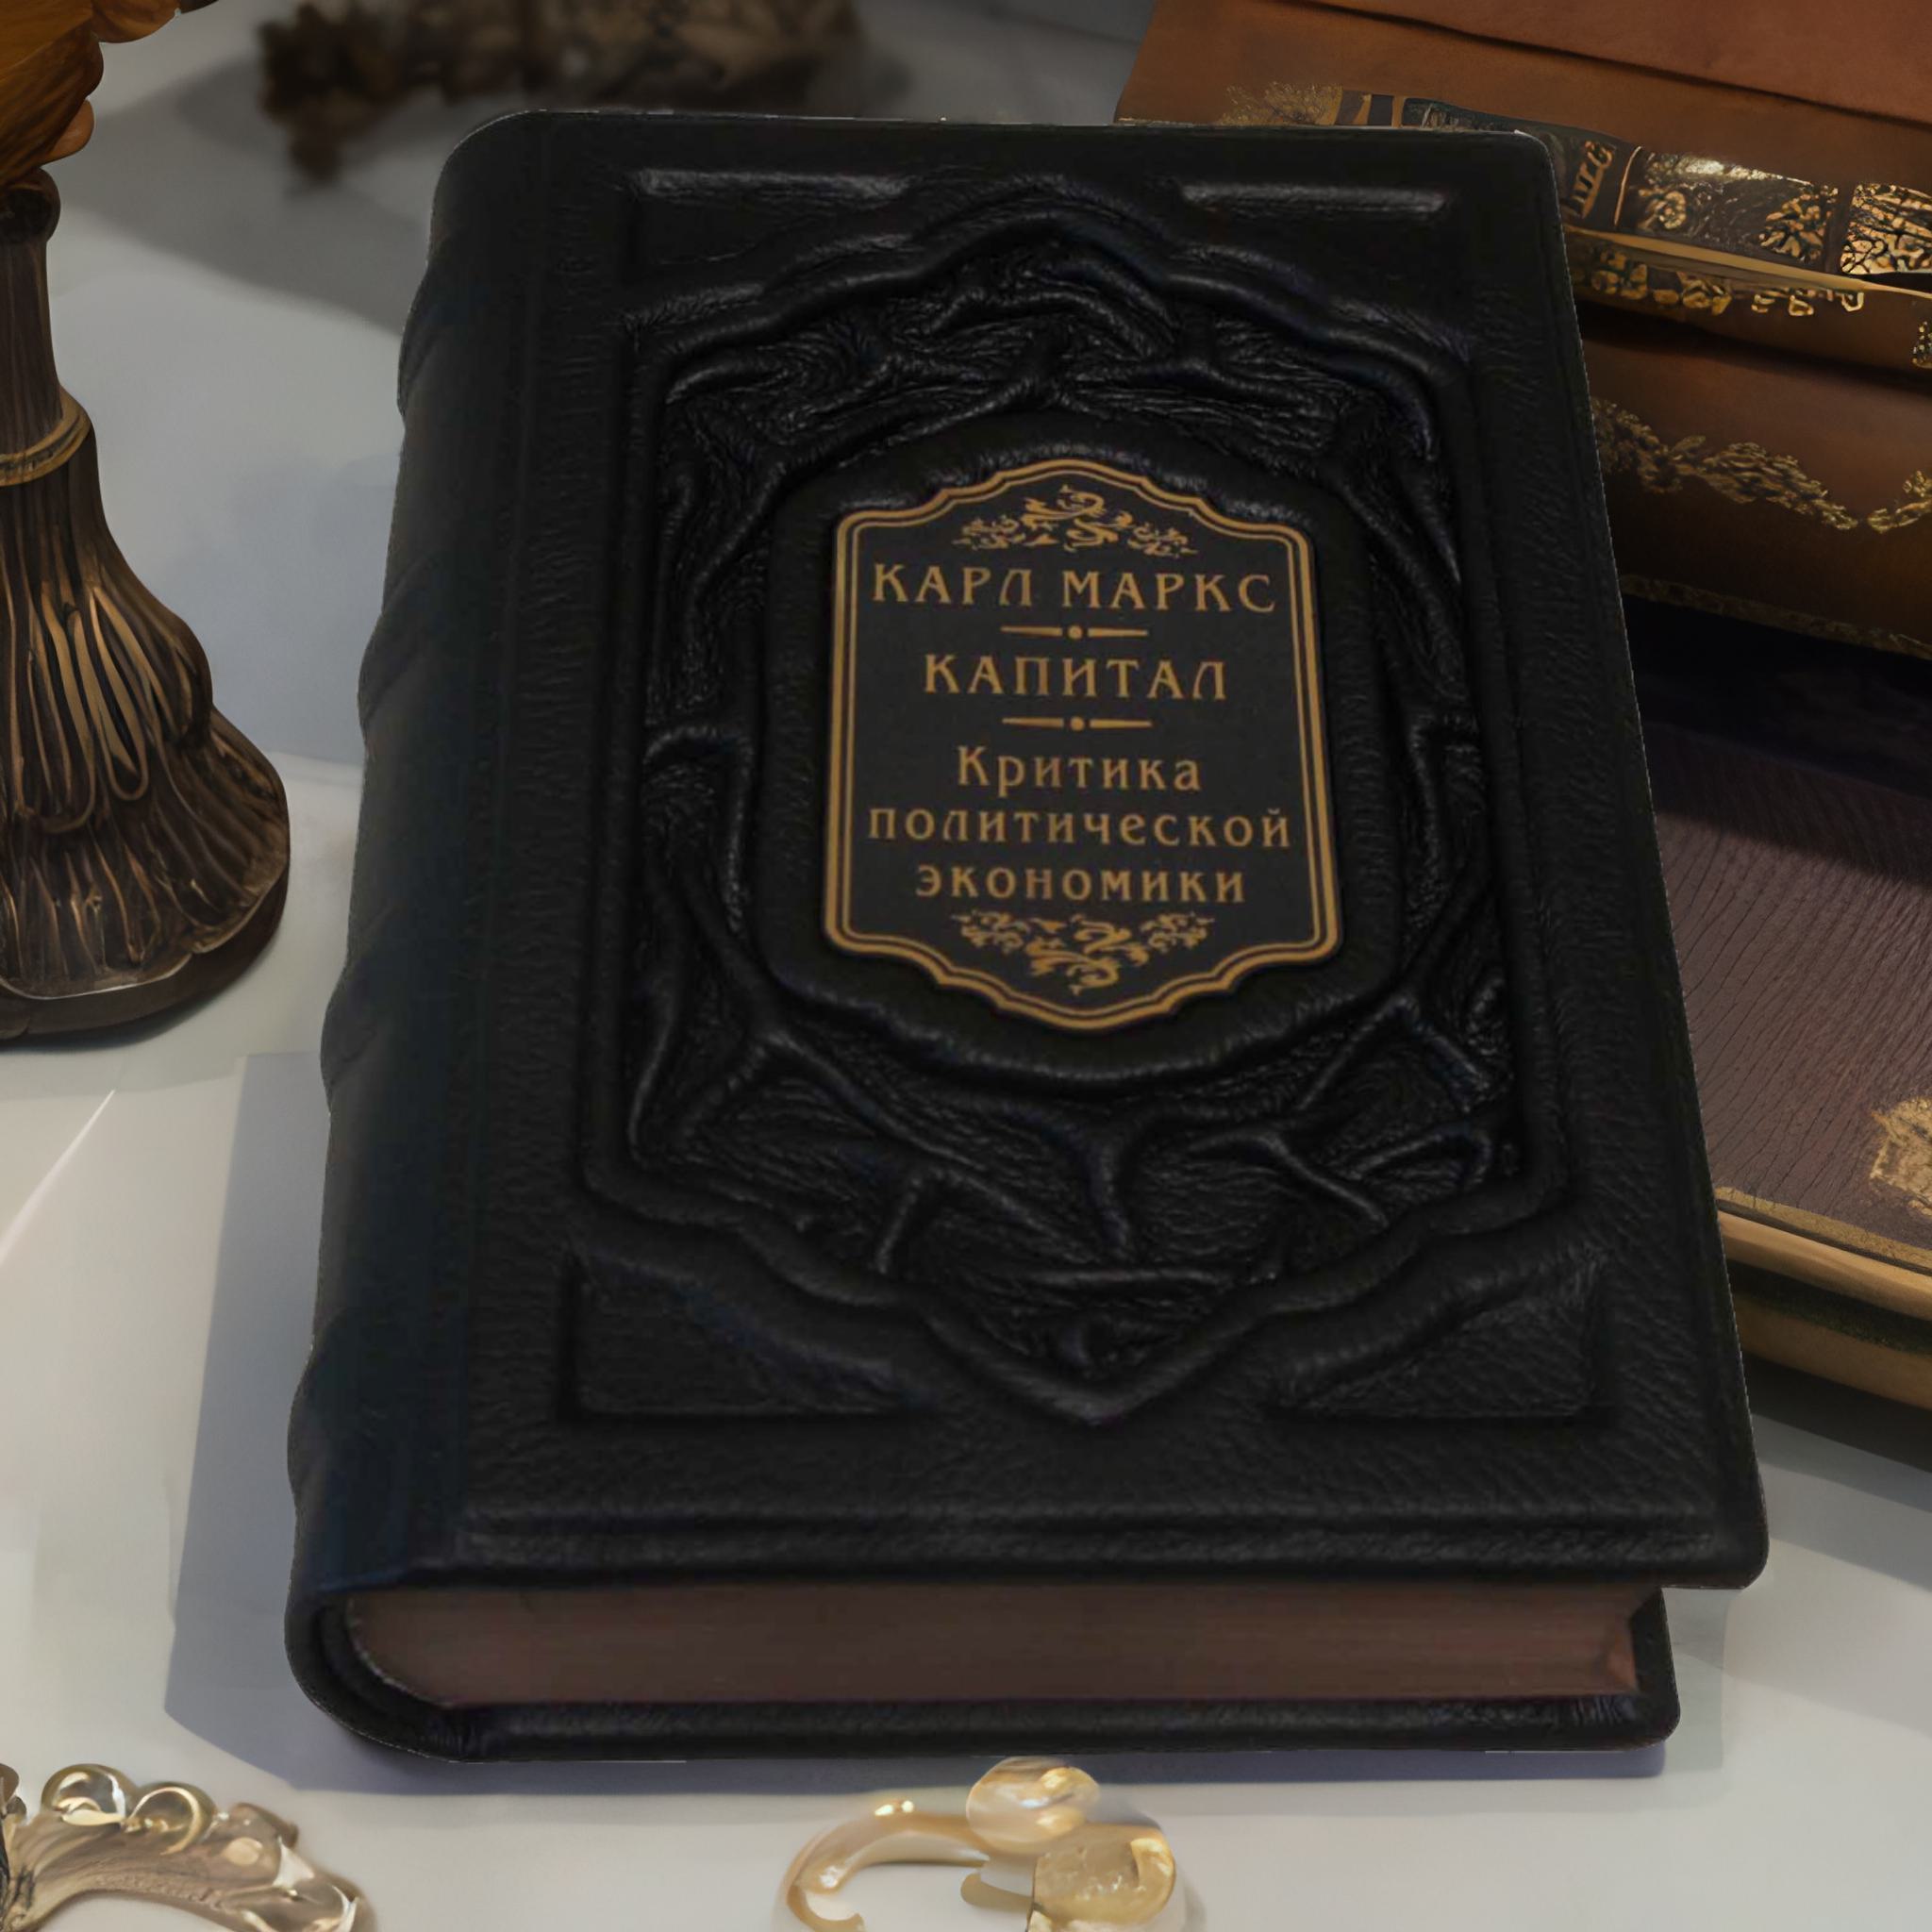 КАРЛ МАРКС
КАПИТАЛ
Критика
политической
экономики